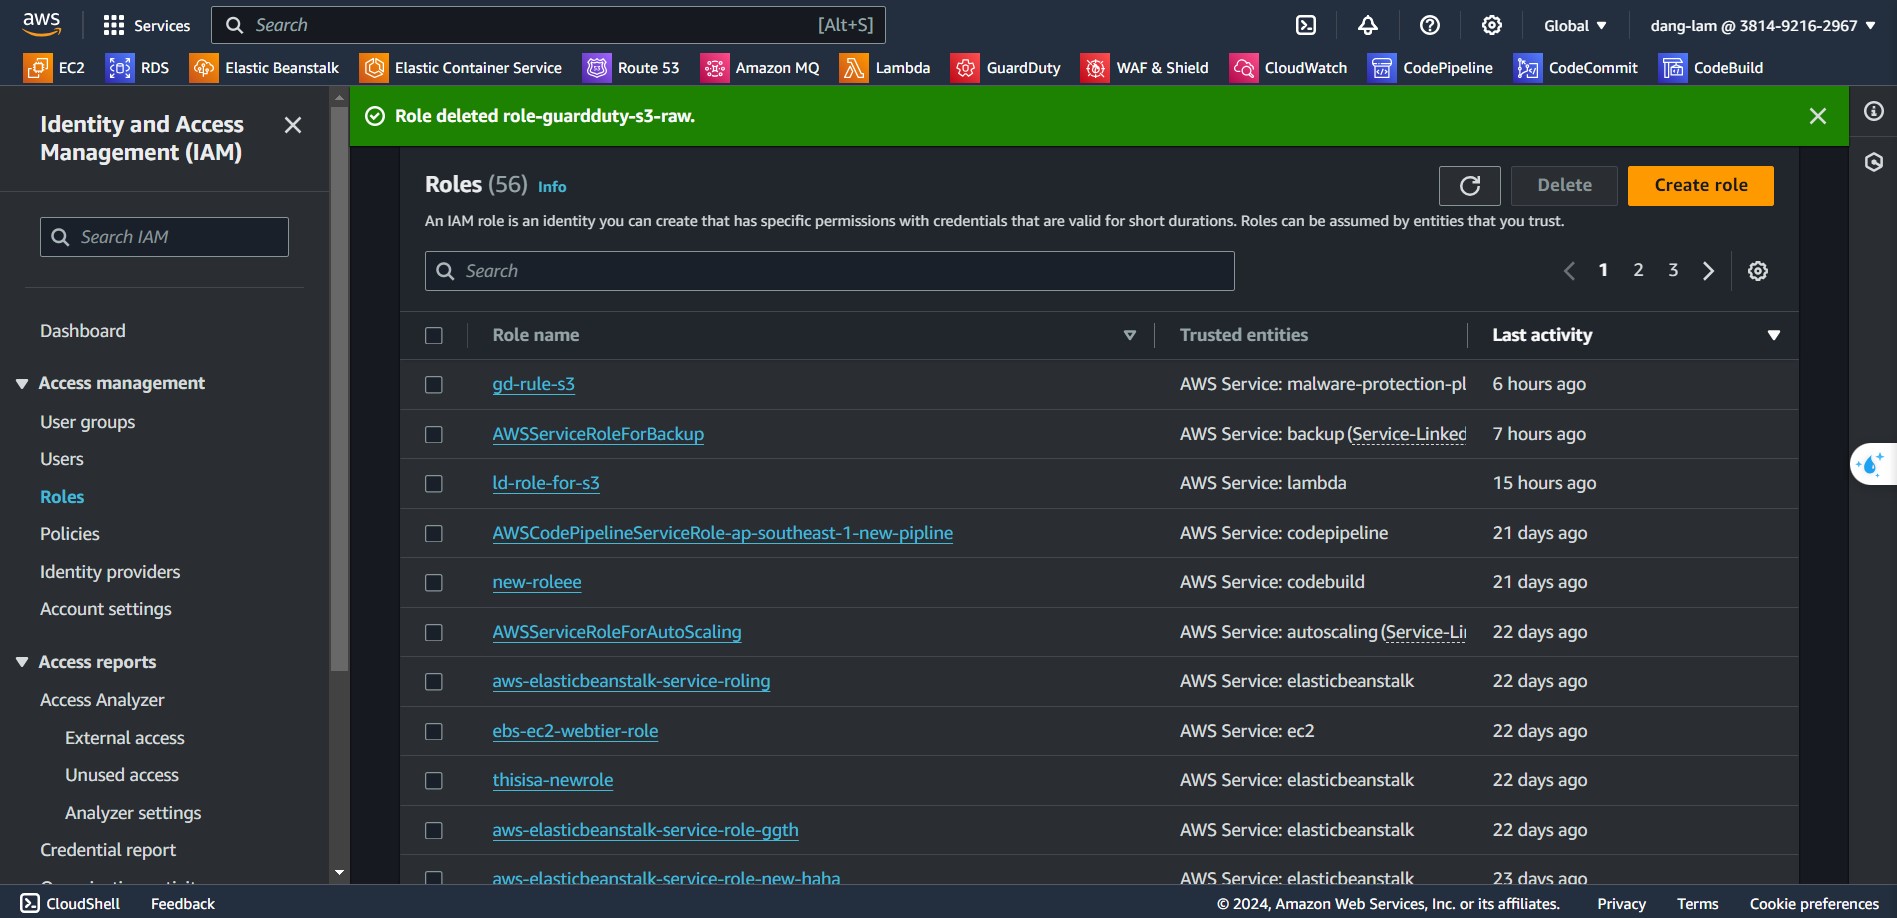 aws
Services
Search
[Alt+S]
Global
dang-lam @ 3814-9216-2967
EC2
RDS
Elastic Beanstalk
Elastic Container Service
Route 53
Amazon MQ
Lambda
GuardDuty
WAF & Shield
CloudWatch
CodePipeline
CodeCommit
CodeBuild
Identity and Access
Management (IAM)
Search IAM
Dashboard
Access management
User groups
Users
Roles
Policies
Identity providers
Account settings
Access reports
Access Analyzer
External access
Unused access
Analyzer settings
Credential report
Role deleted role-guardduty-s3-raw.
Roles (56) Info
Delete
Create role
An IAM role is an identity you can create that has specific permissions with credentials that are valid for short durations. Roles can be assumed by entities that you trust.
Search
1 2 3
Role name Trusted entities Last activity
gd-rule-s3 AWS Service: malware-protection-pl 6 hours ago
AWSServiceRoleForBackup AWS Service: backup (Service-Linked 7 hours ago
ld-role-for-s3 AWS Service: lambda 15 hours ago
AWSCodePipelineServiceRole-ap-southeast-1-new-pipline AWS Service: codepipeline 21 days ago
new-roleee AWS Service: codebuild 21 days ago
AWSServiceRoleForAutoScaling AWS Service: autoscaling (Service-Li 22 days ago
aws-elasticbeanstalk-service-roling AWS Service: elasticbeanstalk 22 days ago
ebs-ec2-webtier-role AWS Service: ec2 22 days ago
thisisa-newrole AWS Service: elasticbeanstalk 22 days ago
aws-elasticbeanstalk-service-role-ggth AWS Service: elasticbeanstalk 22 days ago
aws-elasticbeanstalk-service-role-new-haha AWS Service: elasticbeanstalk 23 days ago
CloudShell
Feedback
© 2024, Amazon Web Services, Inc. or its affiliates.
Privacy
Terms
Cookie preferences